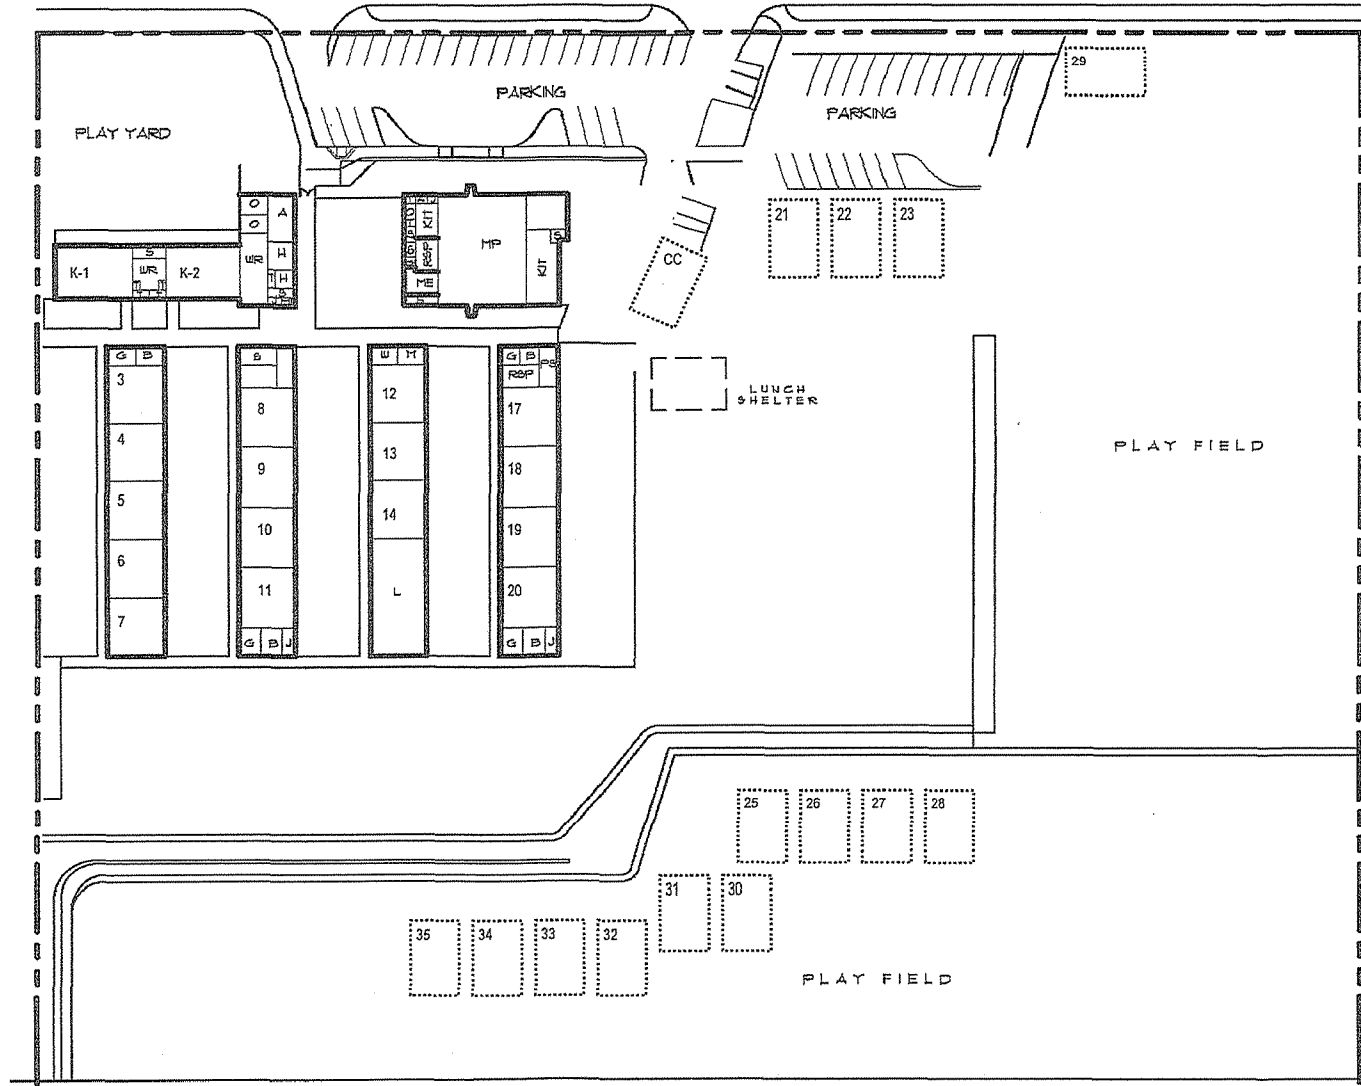 29
PARKING
PARKING
PLAY YARD
O
A
O
KIT
21
22
23
MP
S
H
WR
RSP
S
CC
K-1
WR
K-2
KIT
T
H
ME
G
B
S
W
M
G
B
PS
RSP
3
12
LUNCH
SHELTER
8
17
4
PLAY FIELD
13
9
18
5
14
10
19
6
11
L
20
7
G
B
J
G
B
J
25
26
27
28
31
30
35
34
33
32
PLAY FIELD